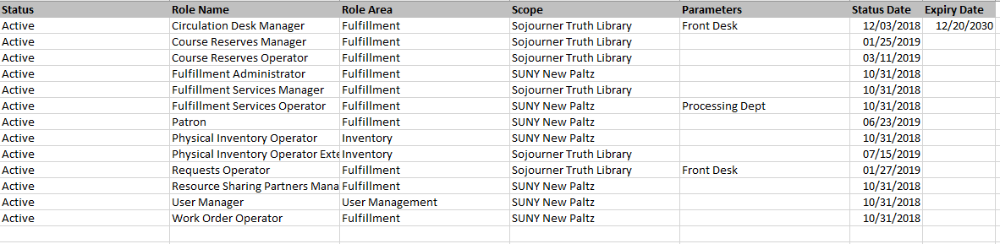 Status Role Name Role Area Scope Parameters Status Date Expiry Date
Active Circulation Desk Manager Fulfillment Sojourner Truth Library Front Desk 12/03/2018 12/20/2030
Active Course Reserves Manager Fulfillment Sojourner Truth Library 01/25/2019
Active Course Reserves Operator Fulfillment Sojourner Truth Library 03/11/2019
Active Fulfillment Administrator Fulfillment SUNY New Paltz 10/31/2018
Active Fulfillment Services Manager Fulfillment Sojourner Truth Library 10/31/2018
Active Fulfillment Services Operator Fulfillment SUNY New Paltz Processing Dept 10/31/2018
Active Patron Fulfillment SUNY New Paltz 06/23/2019
Active Physical Inventory Operator Inventory SUNY New Paltz 10/31/2018
Active Physical Inventory Operator Exte Inventory Sojourner Truth Library 07/15/2019
Active Requests Operator Fulfillment Sojourner Truth Library Front Desk 01/27/2019
Active Resource Sharing Partners Mana Fulfillment SUNY New Paltz 10/31/2018
Active User Manager User Management SUNY New Paltz 10/31/2018
Active Work Order Operator Fulfillment SUNY New Paltz 10/31/2018